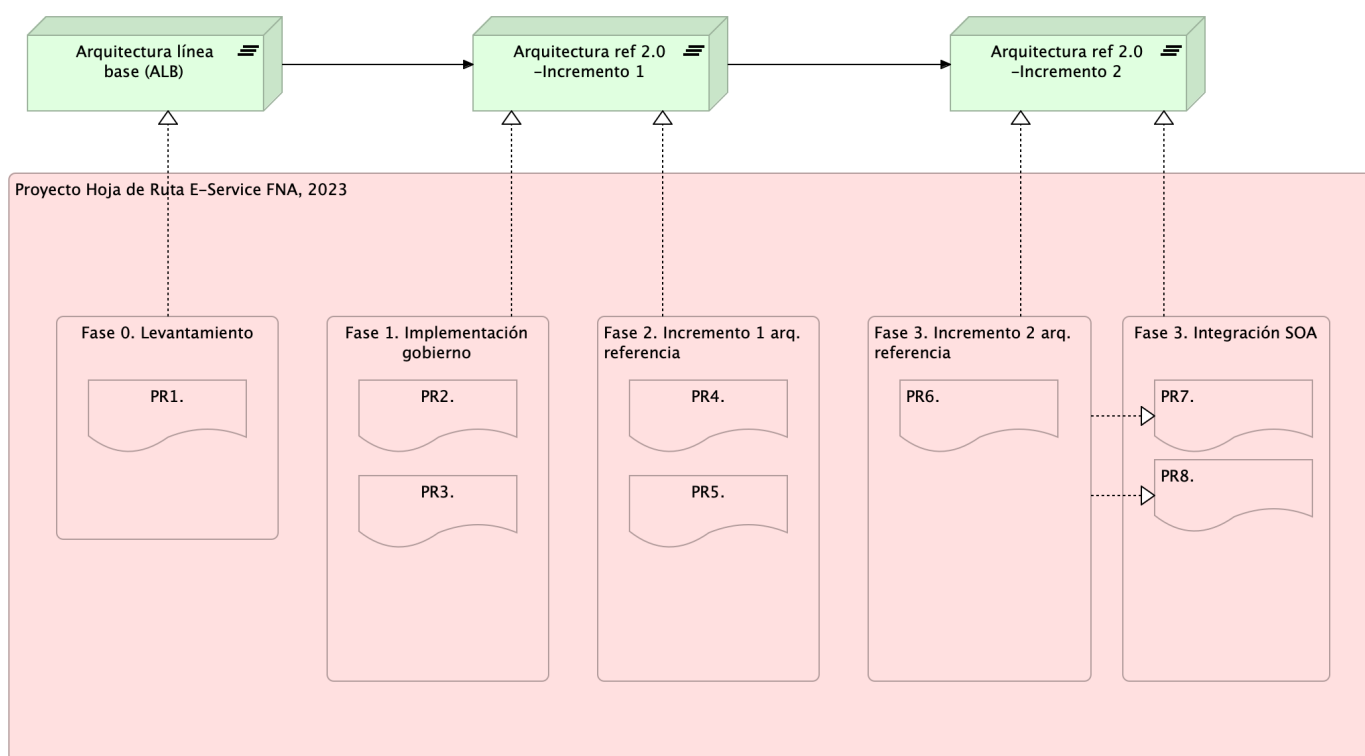 Arquitectura línea
base (ALB)
Arquitectura ref 2.0
-Incremento 1
Arquitectura ref 2.0
-Incremento 2
Proyecto Hoja de Ruta E-Service FNA, 2023
Fase 0. Levantamiento
PR1.
Fase 1. Implementación
gobierno
PR2.
PR3.
Fase 2. Incremento 1 arq.
referencia
PR4.
PR5.
Fase 3. Incremento 2 arq.
referencia
PR6.
Fase 3. Integración SOA
PR7.
PR8.